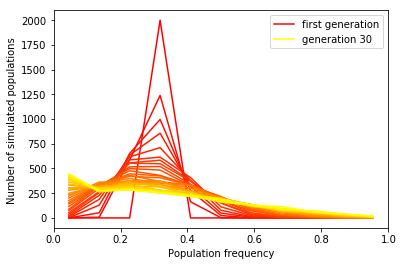 2000
1750
1500
1250
1000
750
500
250
0
Number of simulated populations
first generation
generation 30
0.0 0.2 0.4 0.6 0.8 1.0
Population frequency